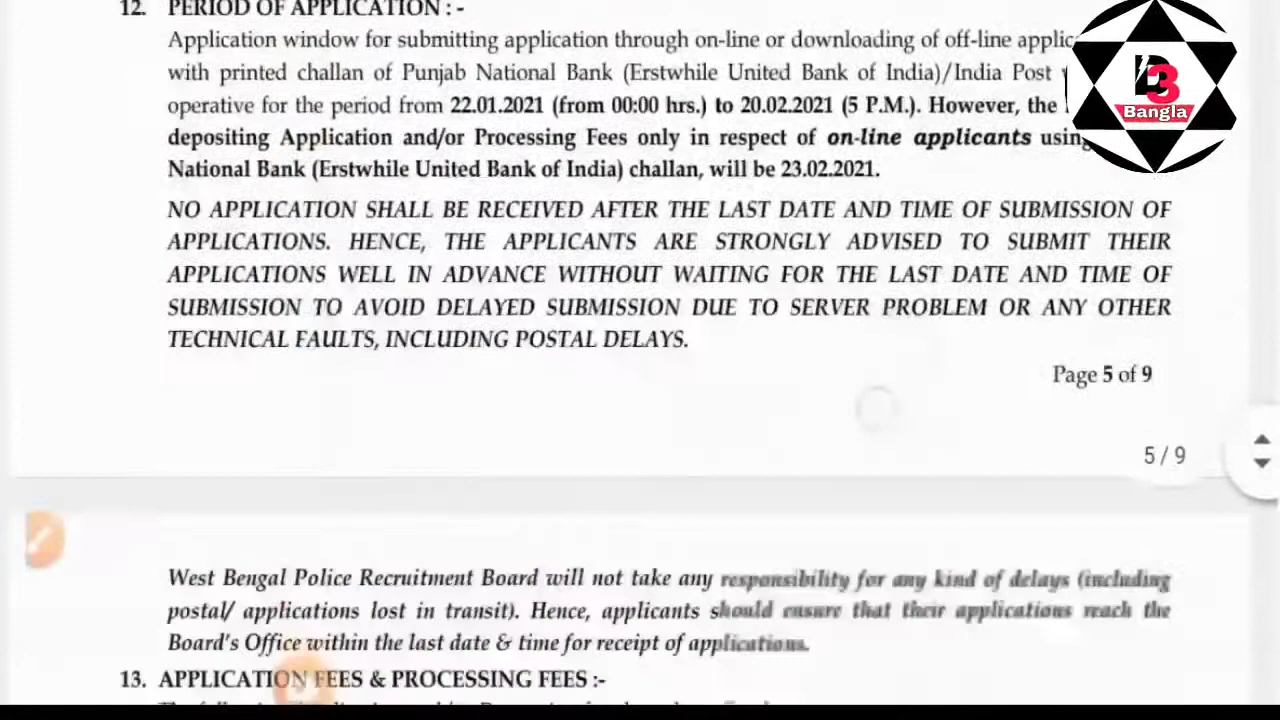 12. PERIOD OF APPLICATION : -
Application window for submitting application through on-line or downloading of off-line
with printed challan of Punjab National Bank (Erstwhile United Bank of India)/India Post
operative for the period from 22.01.2021 (from 00:00 hrs.) to 20.02.2021 (5 P.M.). However, the
depositing Application and/or Processing Fees only in respect of on-line applicants using
National Bank (Erstwhile United Bank of India) challan, will be 23.02.2021.
NO APPLICATION SHALL BE RECEIVED AFTER THE LAST DATE AND TIME OF SUBMISSION OF
APPLICATIONS. HENCE, THE APPLICANTS ARE STRONGLY ADVISED TO SUBMIT THEIR
APPLICATIONS WELL IN ADVANCE WITHOUT WAITING FOR THE LAST DATE AND TIME OF
SUBMISSION TO AVOID DELAYED SUBMISSION DUE TO SERVER PROBLEM OR ANY OTHER
TECHNICAL FAULTS, INCLUDING POSTAL DELAYS.
Page 5 of 9
5 / 9
West Bengal Police Recruitment Board will not take any responsibility for any kind of delays (including
postal/ applications lost in transit). Hence, applicants should ensure that their applications reach the
Board's Office within the last date & time for receipt of applications.
13. APPLICATION FEES & PROCESSING FEES :-
D3
Bangla